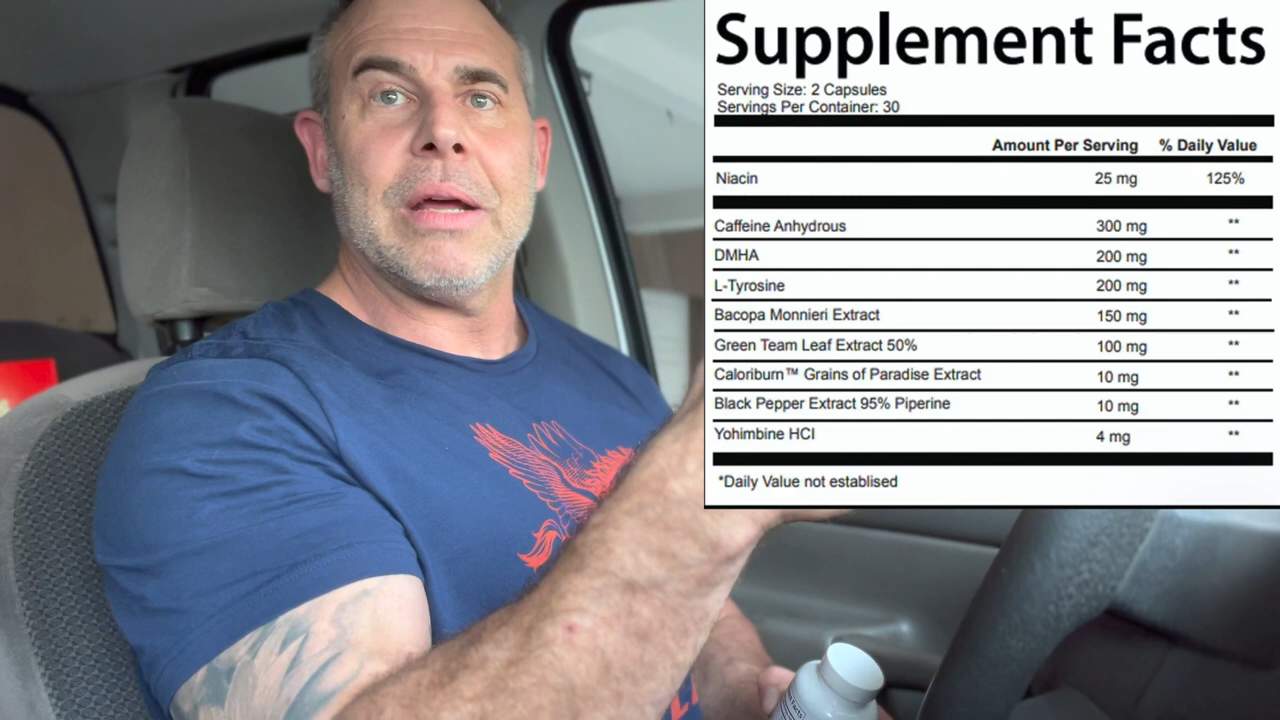 Supplement Facts
Serving Size: 2 Capsules
Servings Per Container: 30
Amount Per Serving % Daily Value
Niacin 25 mg 125%
Caffeine Anhydrous 300 mg **
DMHA 200 mg **
L-Tyrosine 200 mg **
Bacopa Monnieri Extract 150 mg **
Green Team Leaf Extract 50% 100 mg **
Caloriburn™ Grains of Paradise Extract 10 mg **
Black Pepper Extract 95% Piperine 10 mg **
Yohimbine HCl 4 mg **
*Daily Value not establised